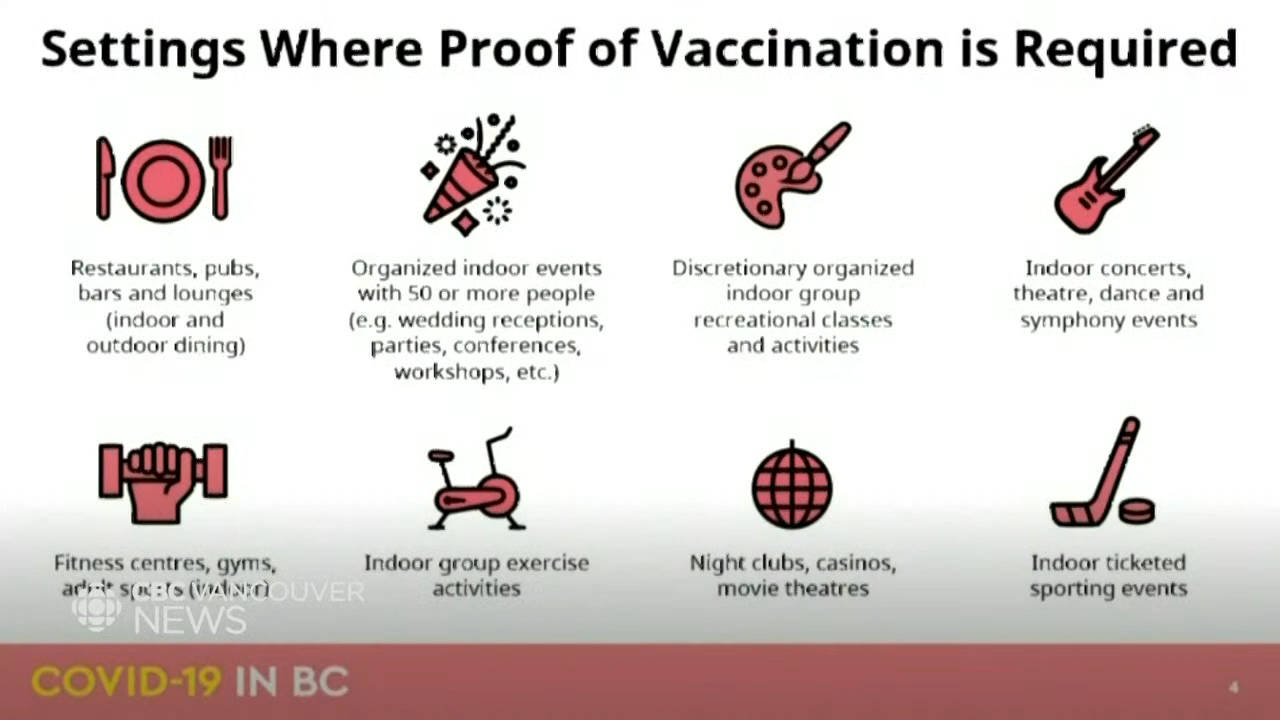 Settings Where Proof of Vaccination is Required
Restaurants, pubs,
bars and lounges
(indoor and
outdoor dining)
Organized indoor events
with 50 or more people
(e.g. wedding receptions,
parties, conferences,
workshops, etc.)
Discretionary organized
indoor group
recreational classes
and activities
Indoor concerts,
theatre, dance and
symphony events
Fitness centres, gyms,
adult sports (indoor)
Indoor group exercise
activities
Night clubs, casinos,
movie theatres
Indoor ticketed
sporting events
CBC VANCOUVER
NEWS
COVID-19 IN BC
4